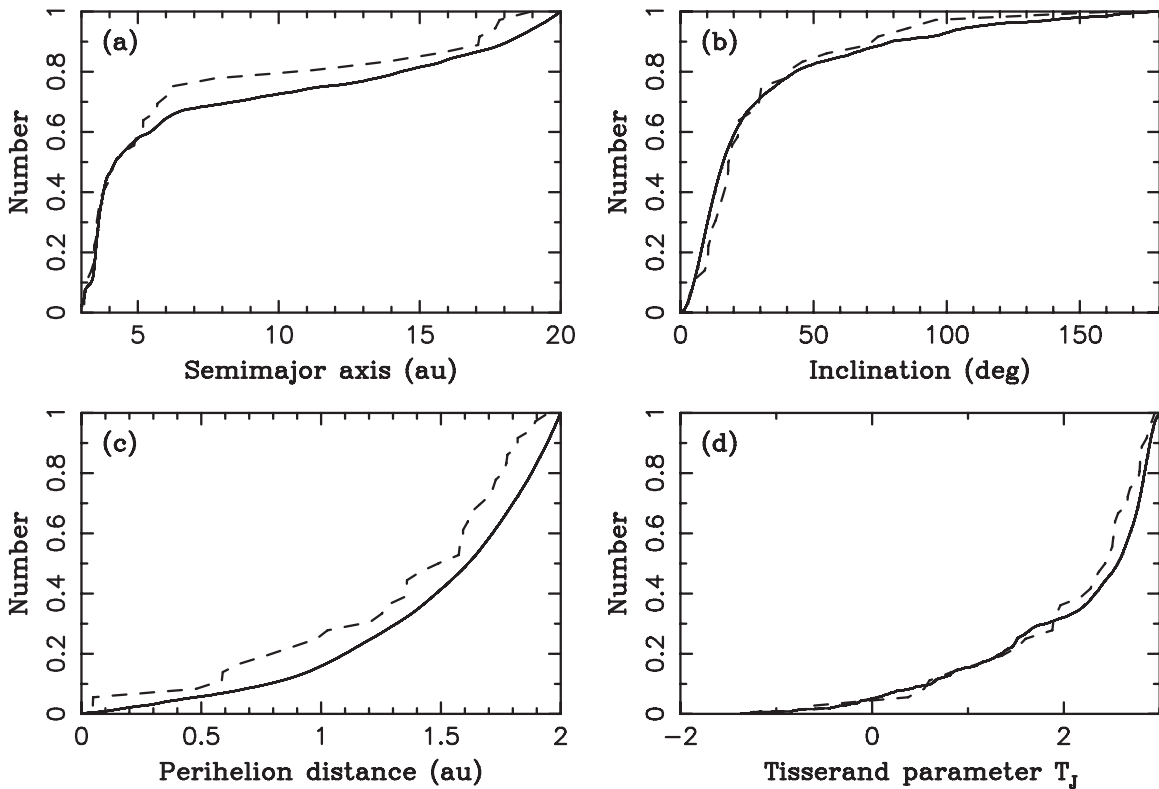 (a)
Number
0 0.2 0.4 0.6 0.8 1
5 10 15 20
Semimajor axis (au)
(b)
Number
0 0.2 0.4 0.6 0.8 1
0 50 100 150
Inclination (deg)
(c)
Number
0 0.2 0.4 0.6 0.8 1
0 0.5 1 1.5 2
Perihelion distance (au)
(d)
Number
0 0.2 0.4 0.6 0.8 1
−2 0 2
Tisserand parameter T_J